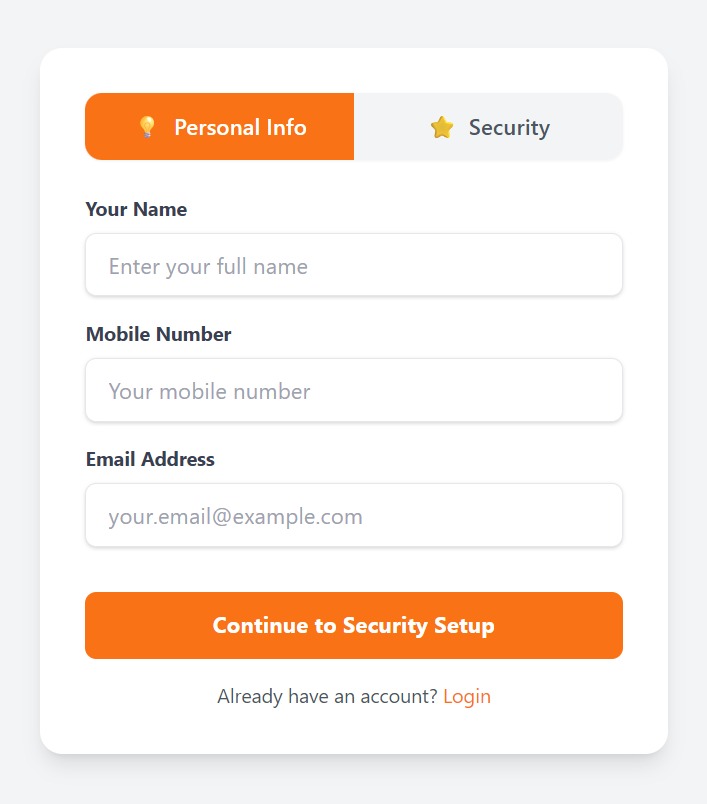 💡 Personal Info
⭐ Security
Your Name
Enter your full name
Mobile Number
Your mobile number
Email Address
your.email@example.com
Continue to Security Setup
Already have an account? Login